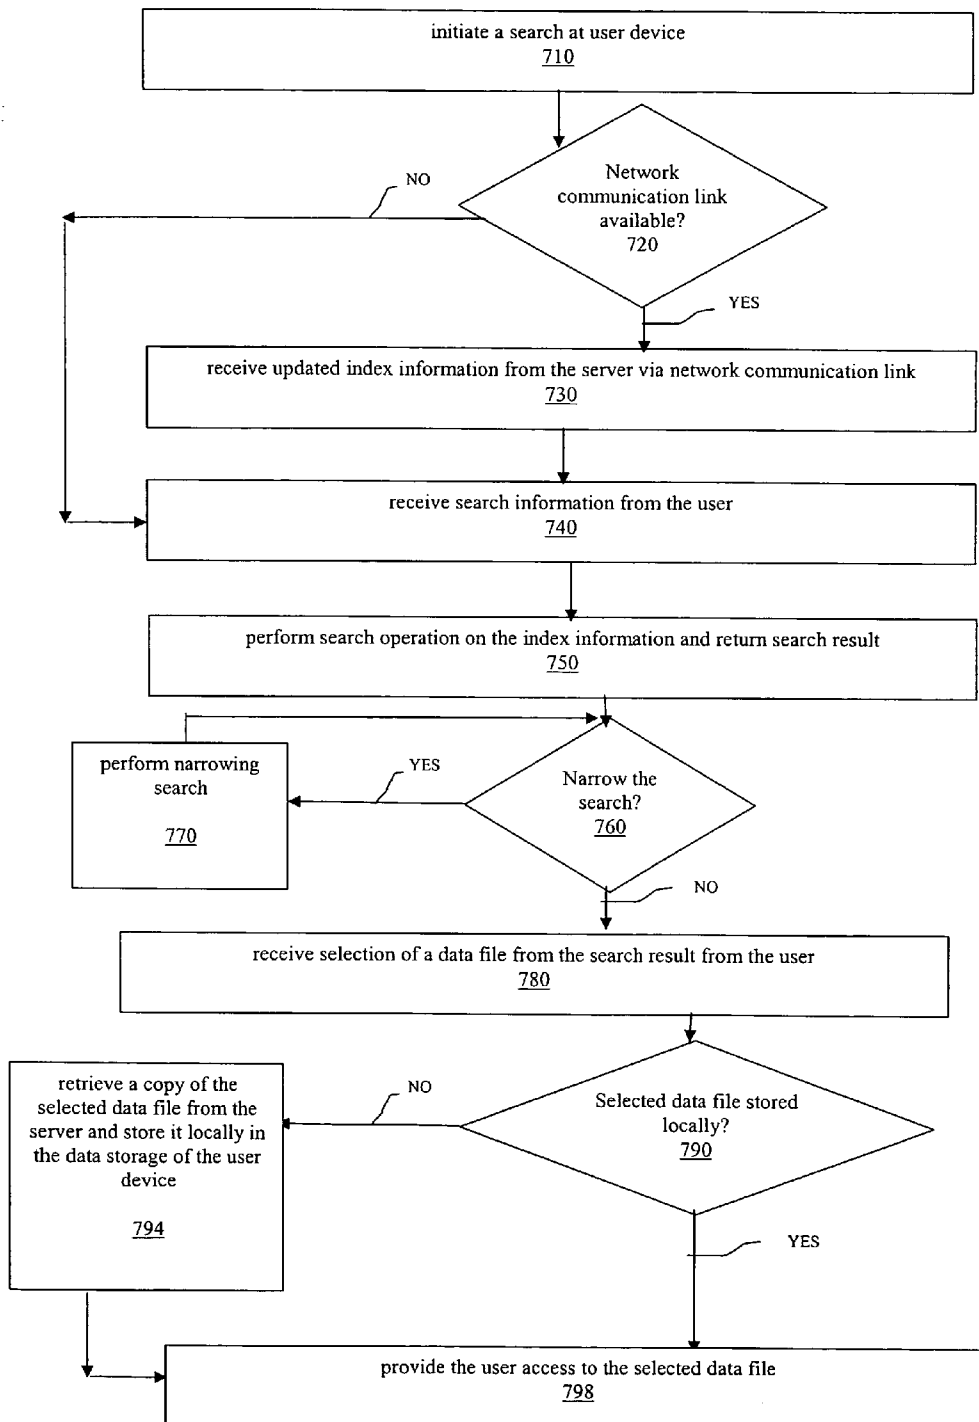 initiate a search at user device
710
Network
communication link
available?
720
NO
YES
receive updated index information from the server via network communication link
730
receive search information from the user
740
perform search operation on the index information and return search result
750
perform narrowing
search
770
YES
Narrow the
search?
760
NO
receive selection of a data file from the search result from the user
780
retrieve a copy of the
selected data file from the
server and store it locally in
the data storage of the user
device
794
NO
Selected data file stored
locally?
790
YES
provide the user access to the selected data file
798